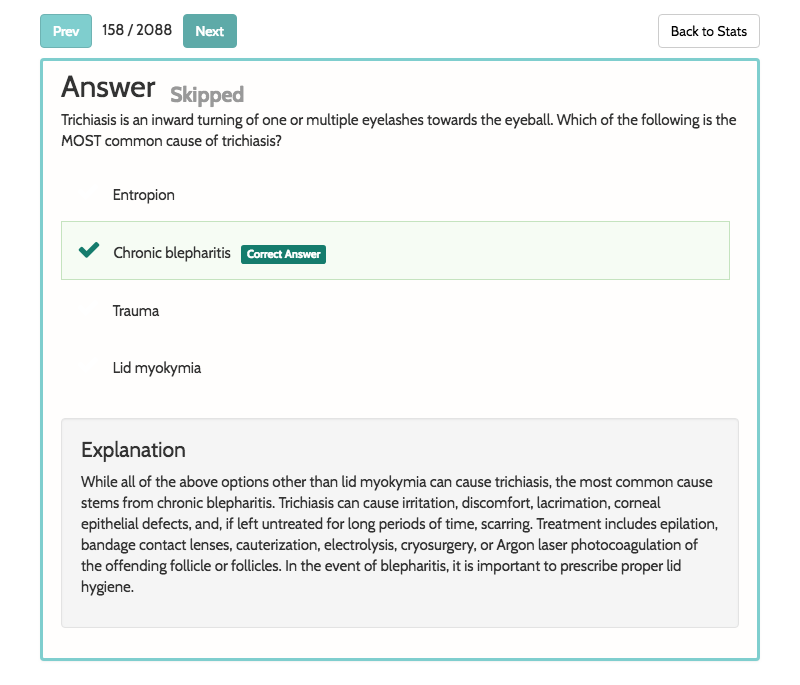 Prev 158 / 2088 Next Back to Stats
Answer Skipped
Trichiasis is an inward turning of one or multiple eyelashes towards the eyeball. Which of the following is the
MOST common cause of trichiasis?
Entropion
Chronic blepharitis Correct Answer
Trauma
Lid myokymia
Explanation
While all of the above options other than lid myokymia can cause trichiasis, the most common cause
stems from chronic blepharitis. Trichiasis can cause irritation, discomfort, lacrimation, corneal
epithelial defects, and, if left untreated for long periods of time, scarring. Treatment includes epilation,
bandage contact lenses, cauterization, electrolysis, cryosurgery, or Argon laser photocoagulation of
the offending follicle or follicles. In the event of blepharitis, it is important to prescribe proper lid
hygiene.